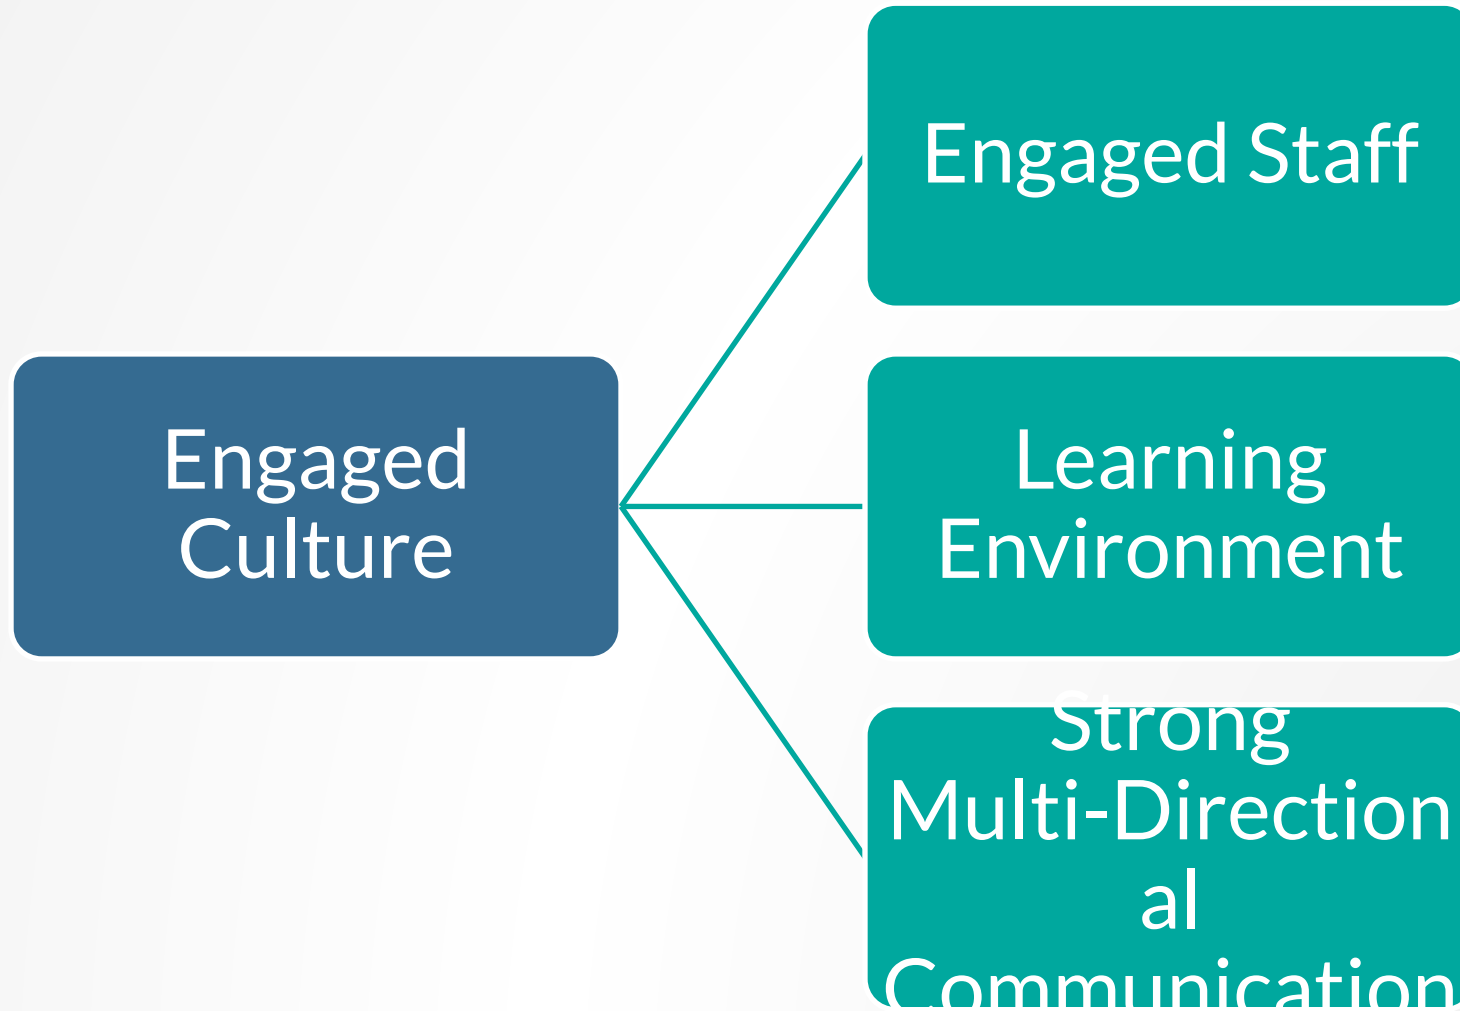 Engaged Staff
Engaged
Culture
Learning
Environment
Strong
Multi-Direction
al
Communication